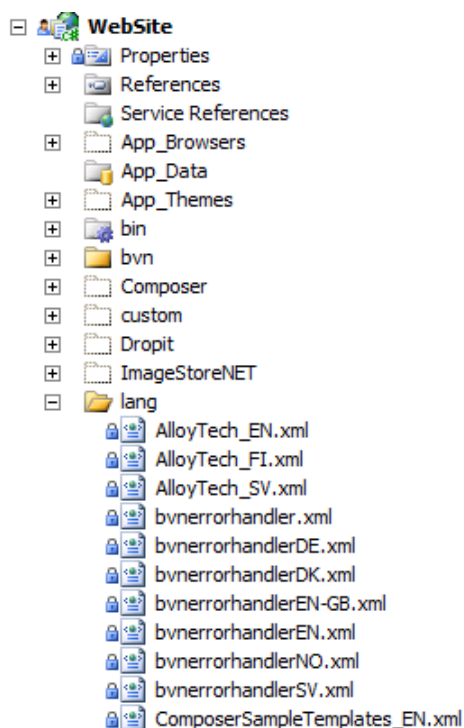 WebSite
Properties
References
Service References
App_Browsers
App_Data
App_Themes
bin
bvn
Composer
custom
Dropit
ImageStoreNET
lang
AlloyTech_EN.xml
AlloyTech_FI.xml
AlloyTech_SV.xml
bvnerrorhandler.xml
bvnerrorhandlerDE.xml
bvnerrorhandlerDK.xml
bvnerrorhandlerEN-GB.xml
bvnerrorhandlerEN.xml
bvnerrorhandlerNO.xml
bvnerrorhandlerSV.xml
ComposerSampleTemplates_EN.xml